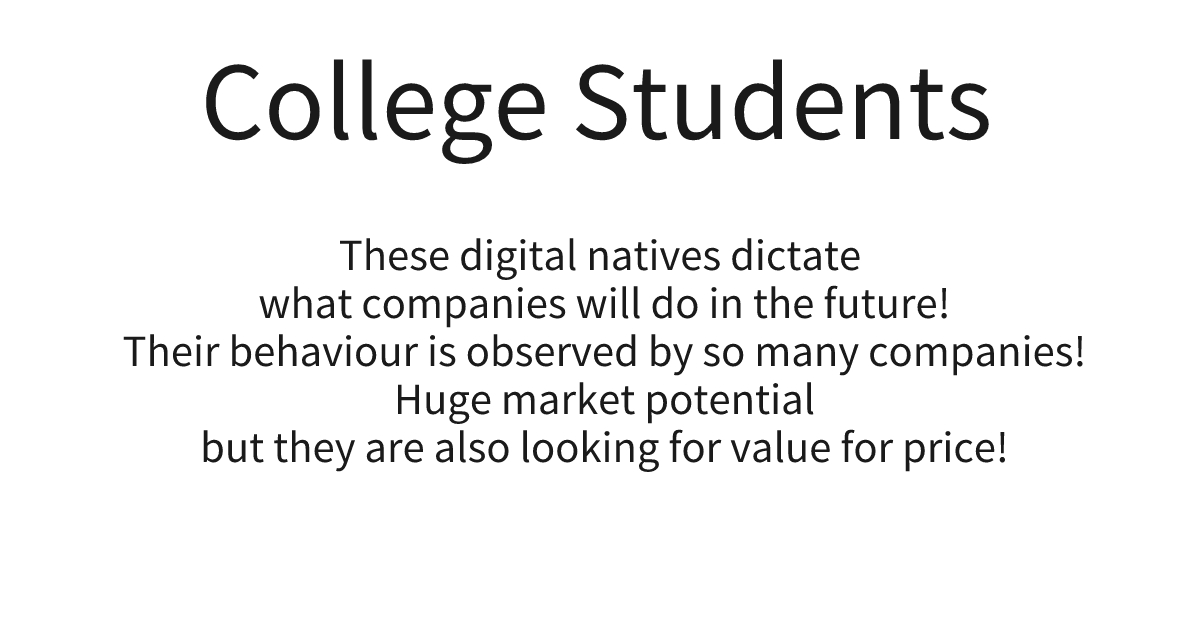 College Students
These digital natives dictate
what companies will do in the future!
Their behaviour is observed by so many companies!
Huge market potential
but they are also looking for value for price!